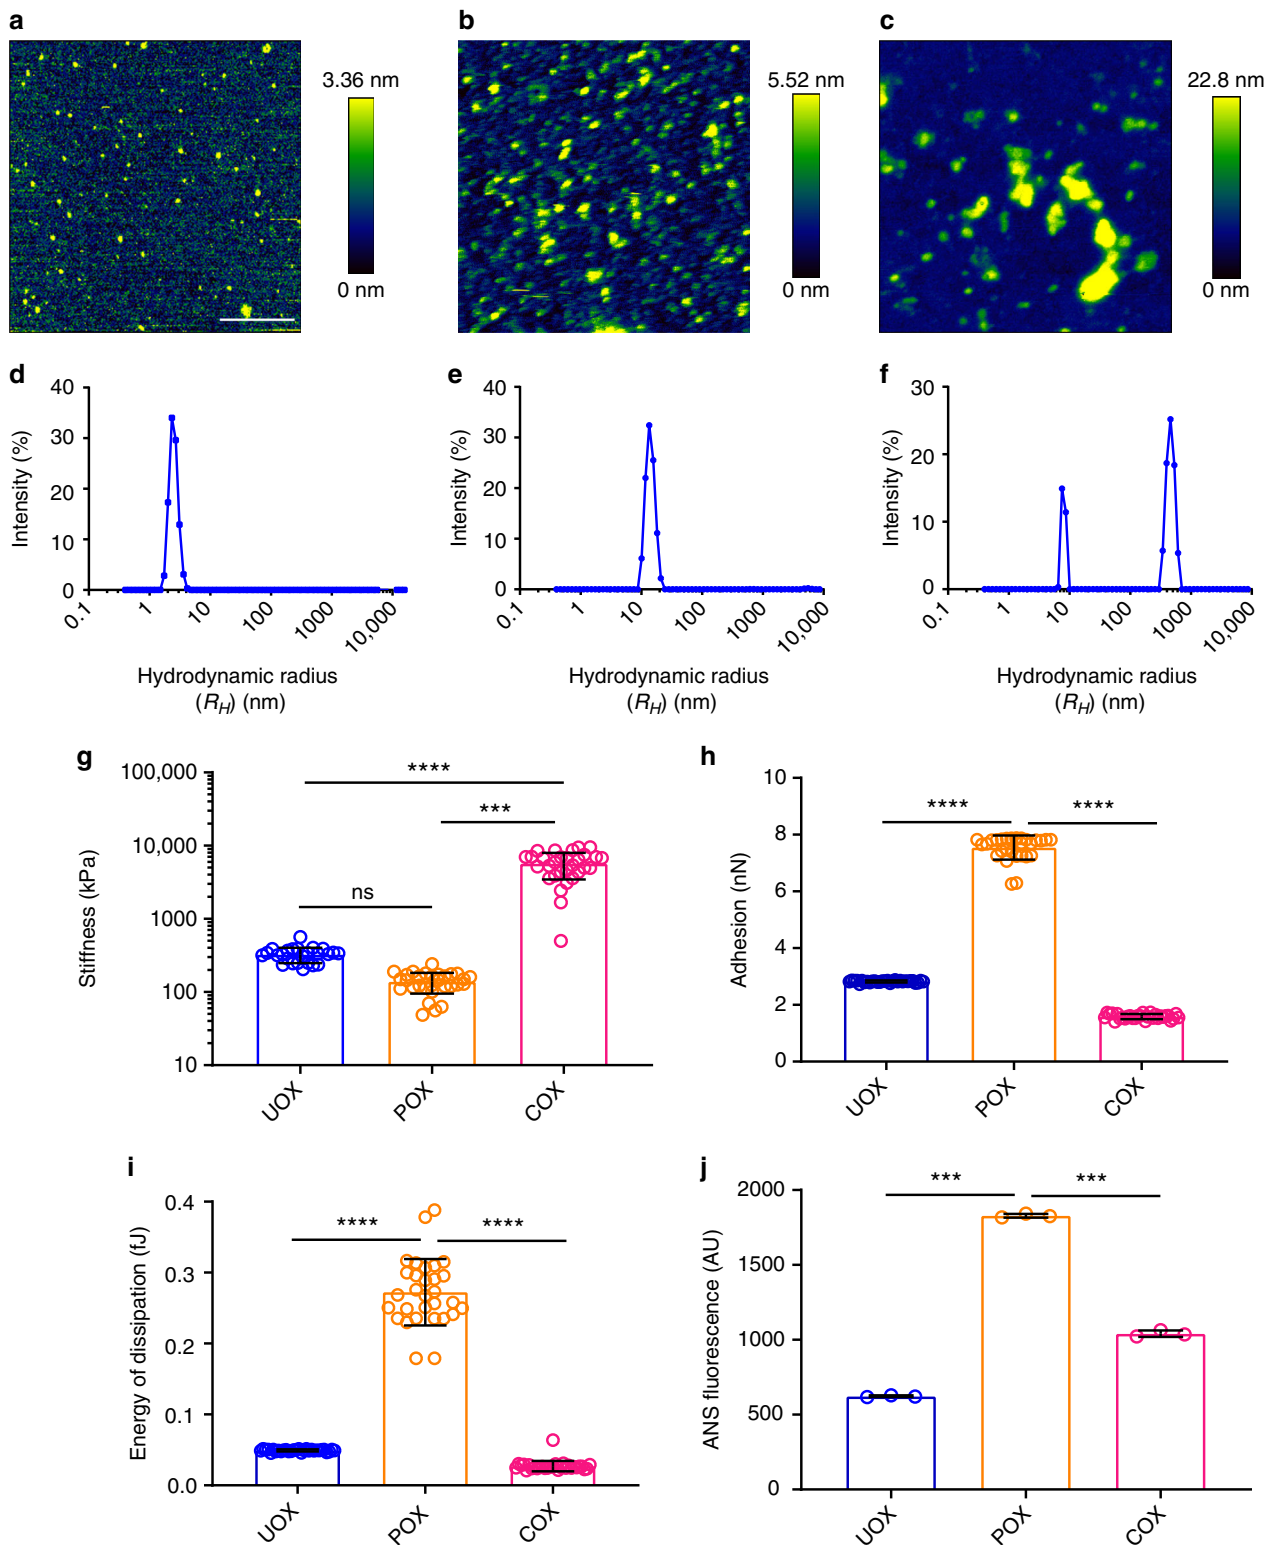 a
b
c
3.36 nm
0 nm
5.52 nm
0 nm
22.8 nm
0 nm
d
40
30
20
10
0
Intensity (%)
0.1
1
10
100
1000
10,000
Hydrodynamic radius
(R_H) (nm)
e
40
30
20
10
0
Intensity (%)
0.1
1
10
100
1000
10,000
Hydrodynamic radius
(R_H) (nm)
f
30
20
10
0
Intensity (%)
0.1
1
10
100
1000
10,000
Hydrodynamic radius
(R_H) (nm)
g
100,000
10,000
1000
100
10
Stiffness (kPa)
****
***
ns
UOX
POX
COX
h
10
8
6
4
2
0
Adhesion (nN)
****
****
UOX
POX
COX
i
0.4
0.3
0.2
0.1
0.0
Energy of dissipation (fJ)
****
****
UOX
POX
COX
j
2000
1500
1000
500
0
ANS fluorescence (AU)
***
***
UOX
POX
COX